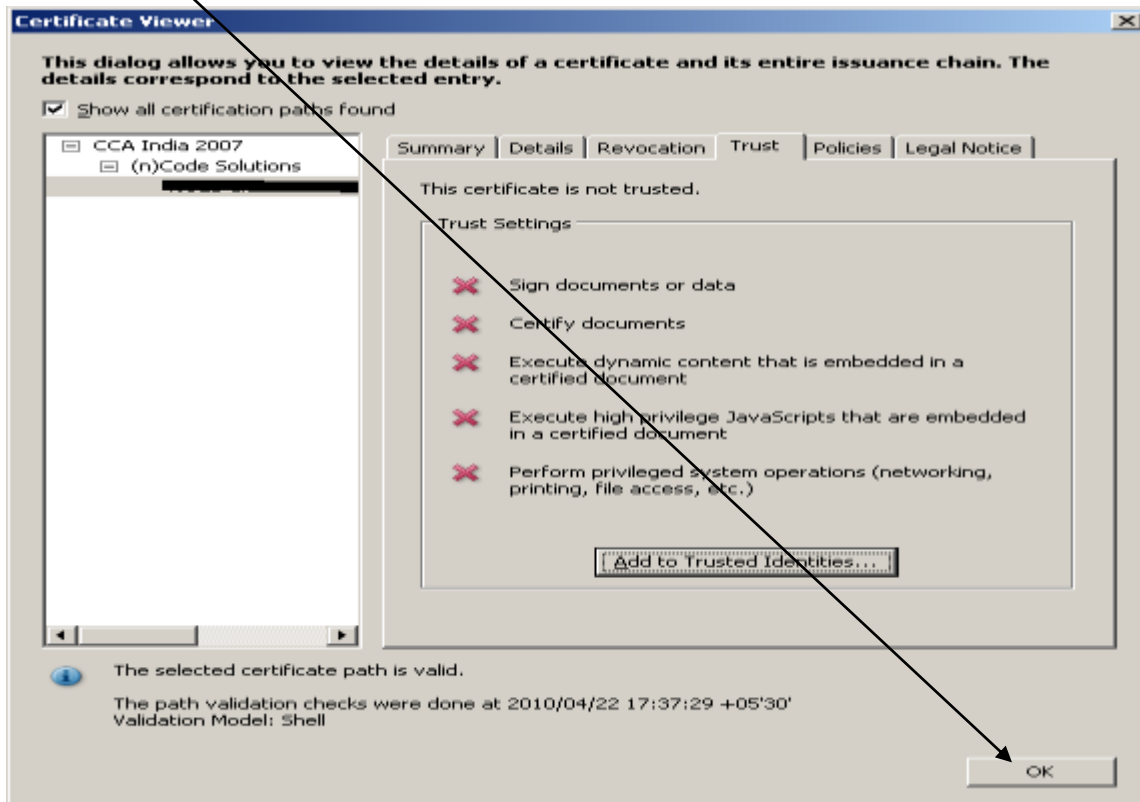 Certificate Viewer
This dialog allows you to view the details of a certificate and its entire issuance chain. The
details correspond to the selected entry.
Show all certification paths found
CCA India 2007
(n)Code Solutions
Summary Details Revocation Trust Policies Legal Notice
This certificate is not trusted.
Trust Settings
Sign documents or data
Certify documents
Execute dynamic content that is embedded in a
certified document
Execute high privilege JavaScripts that are embedded
in a certified document
Perform privileged system operations (networking,
printing, file access, etc.)
Add to Trusted Identities...
The selected certificate path is valid.
The path validation checks were done at 2010/04/22 17:37:29 +05'30'
Validation Model: Shell
OK